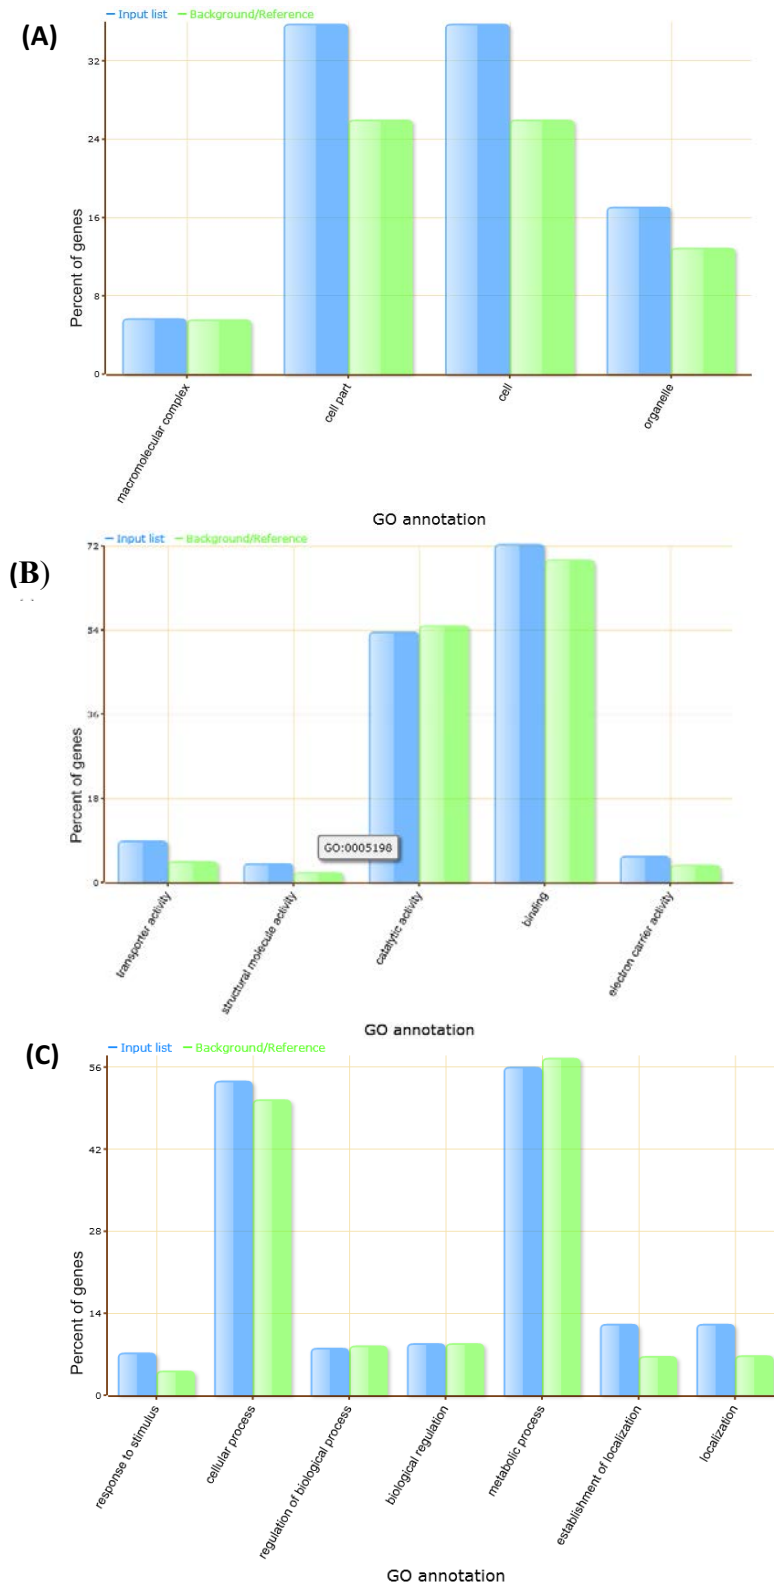 (A)
Input list Background/Reference
32
24
16
8
0
Percent of genes
macromolecular complex
cell part
cell
organelle
GO annotation
(B)
Input list Background/Reference
72
54
36
18
0
Percent of genes
GO:0005198
transporter activity
structural molecule activity
catalytic activity
binding
electron carrier activity
GO annotation
(C)
Input list Background/Reference
56
42
28
14
0
Percent of genes
response to stimulus
cellular process
regulation of biological process
biological regulation
metabolic process
establishment of localization
localization
GO annotation